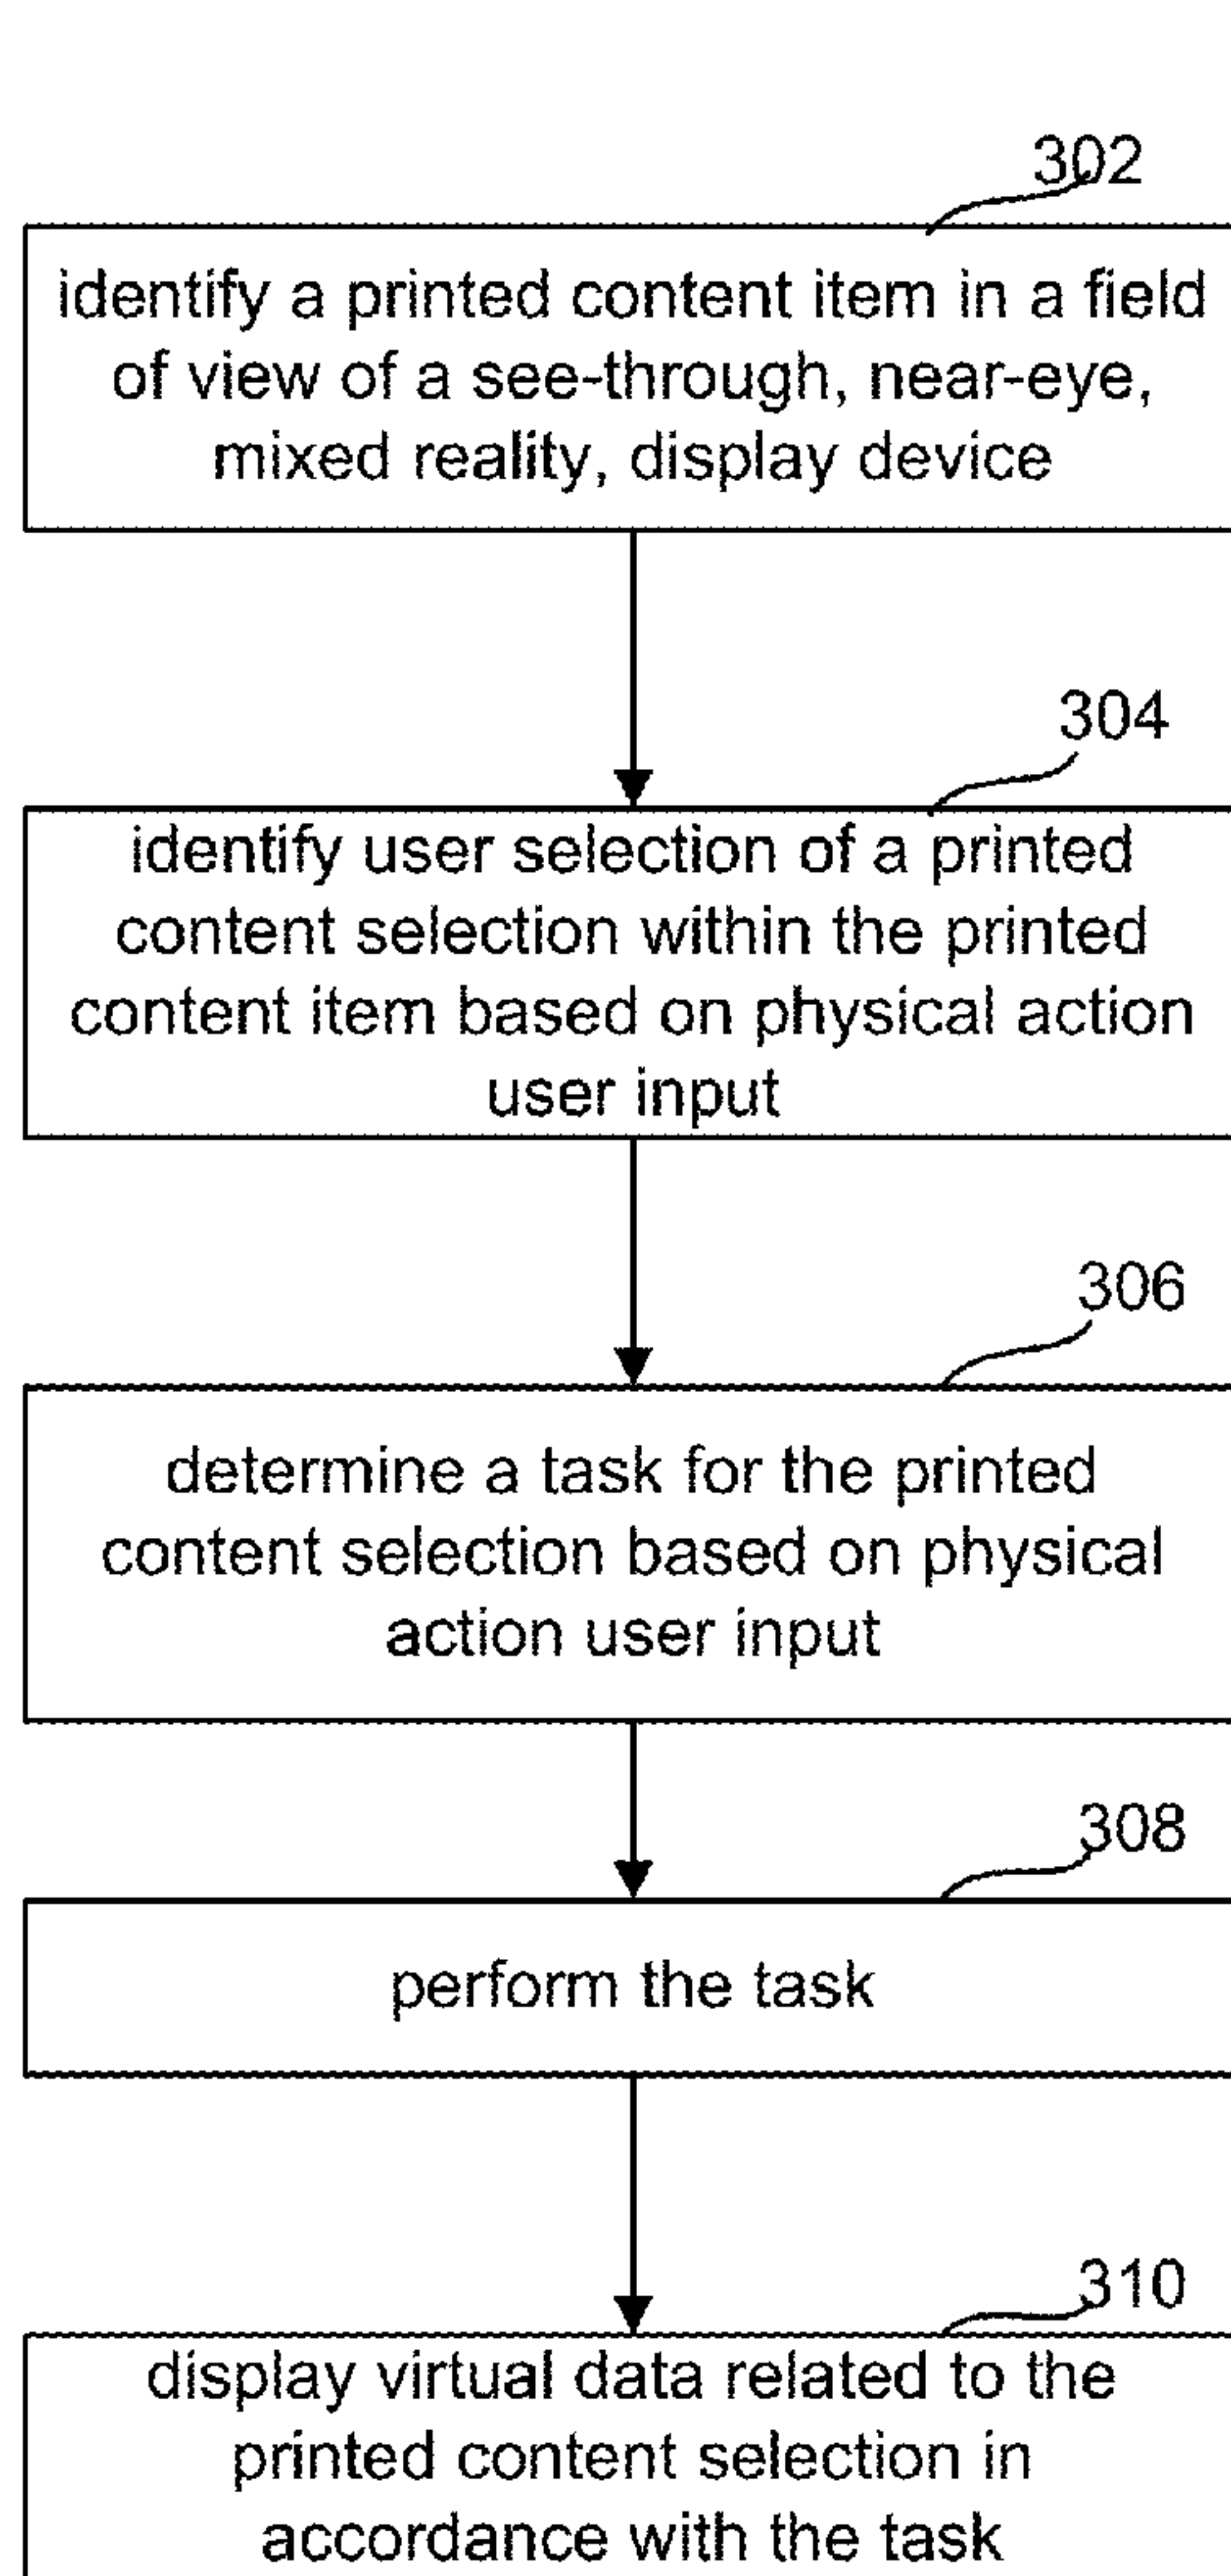 302
identify a printed content item in a field
of view of a see-through, near-eye,
mixed reality, display device
304
identify user selection of a printed
content selection within the printed
content item based on physical action
user input
306
determine a task for the printed
content selection based on physical
action user input
308
perform the task
310
display virtual data related to the
printed content selection in
accordance with the task